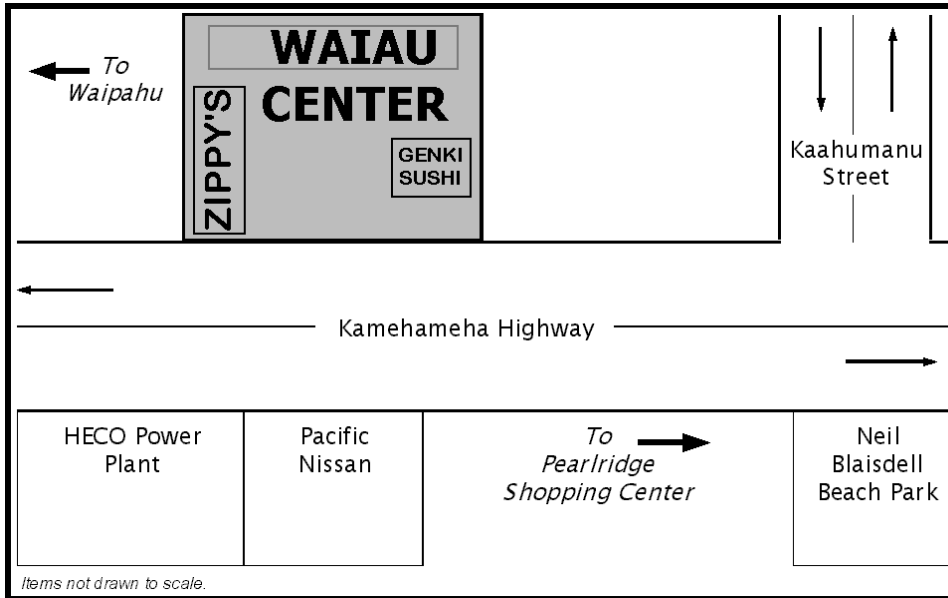 To
Waipahu
WAIAU
CENTER
ZIPPY'S
GENKI
SUSHI
Kaahumanu
Street
Kamehameha Highway
HECO Power
Plant
Pacific
Nissan
To
Pearlridge
Shopping Center
Neil
Blaisdell
Beach Park
Items not drawn to scale.